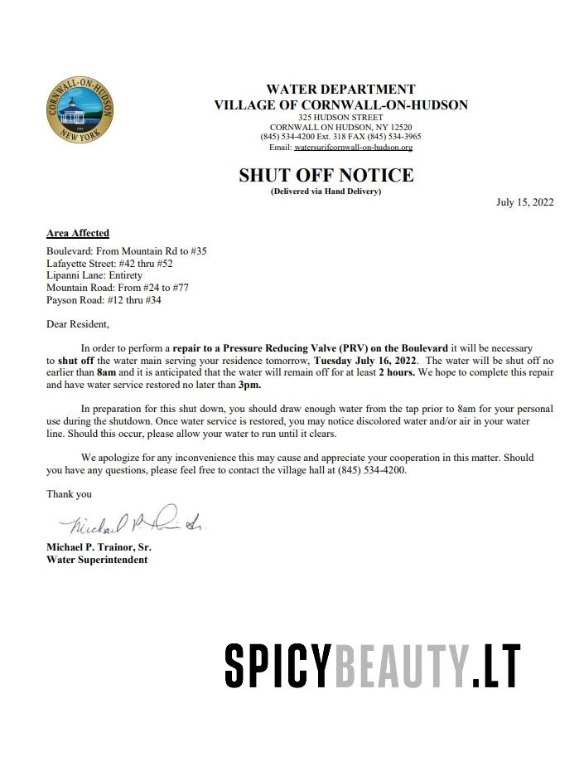 CORNWALL-ON-HUDSON
NEW YORK
WATER DEPARTMENT
VILLAGE OF CORNWALL-ON-HUDSON
325 HUDSON STREET
CORNWALL ON HUDSON, NY 12520
(845) 534-4200 Ext. 318 FAX (845) 534-3965
Email: watersurifcornwall-on-hudson.org
SHUT OFF NOTICE
(Delivered via Hand Delivery)
July 15, 2022
Area Affected
Boulevard: From Mountain Rd to #35
Lafayette Street: #42 thru #52
Lipanni Lane: Entirety
Mountain Road: From #24 to #77
Payson Road: #12 thru #34
Dear Resident,
In order to perform a repair to a Pressure Reducing Valve (PRV) on the Boulevard it will be necessary
to shut off the water main serving your residence tomorrow, Tuesday July 16, 2022. The water will be shut off no
earlier than 8am and it is anticipated that the water will remain off for at least 2 hours. We hope to complete this repair
and have water service restored no later than 3pm.
In preparation for this shut down, you should draw enough water from the tap prior to 8am for your personal
use during the shutdown. Once water service is restored, you may notice discolored water and/or air in your water
line. Should this occur, please allow your water to run until it clears.
We apologize for any inconvenience this may cause and appreciate your cooperation in this matter. Should
you have any questions, please feel free to contact the village hall at (845) 534-4200.
Thank you
Michael P. Trainor, Sr.
Water Superintendent
SPICYBEAUTY.LT